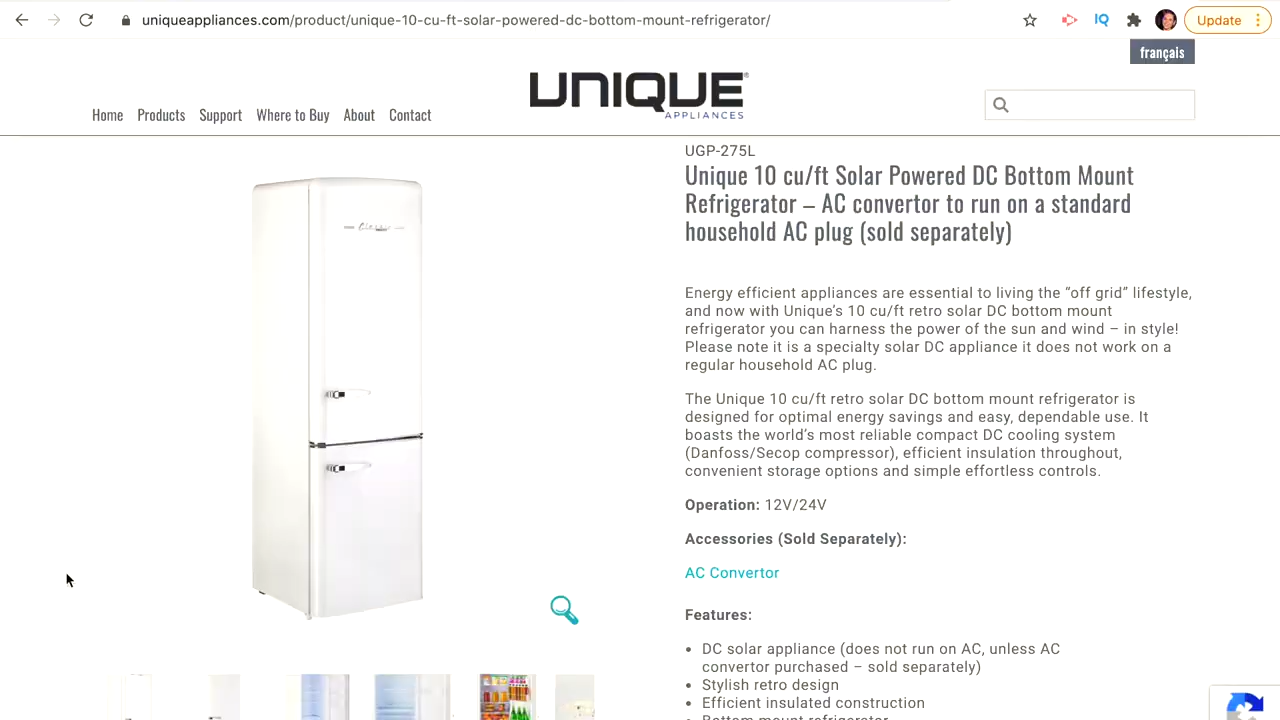 uniqueappliances.com/product/unique-10-cu-ft-solar-powered-dc-bottom-mount-refrigerator/
IQ
Update
français
UNIQUE®
APPLIANCES
Home Products Support Where to Buy About Contact
UGP-275L
Unique 10 cu/ft Solar Powered DC Bottom Mount
Refrigerator – AC convertor to run on a standard
household AC plug (sold separately)
Energy efficient appliances are essential to living the “off grid” lifestyle,
and now with Unique’s 10 cu/ft retro solar DC bottom mount
refrigerator you can harness the power of the sun and wind – in style!
Please note it is a specialty solar DC appliance it does not work on a
regular household AC plug.
The Unique 10 cu/ft retro solar DC bottom mount refrigerator is
designed for optimal energy savings and easy, dependable use. It
boasts the world’s most reliable compact DC cooling system
(Danfoss/Secop compressor), efficient insulation throughout,
convenient storage options and simple effortless controls.
Operation: 12V/24V
Accessories (Sold Separately):
AC Convertor
Features:
• DC solar appliance (does not run on AC, unless AC
convertor purchased – sold separately)
• Stylish retro design
• Efficient insulated construction
• Bottom mount refrigerator